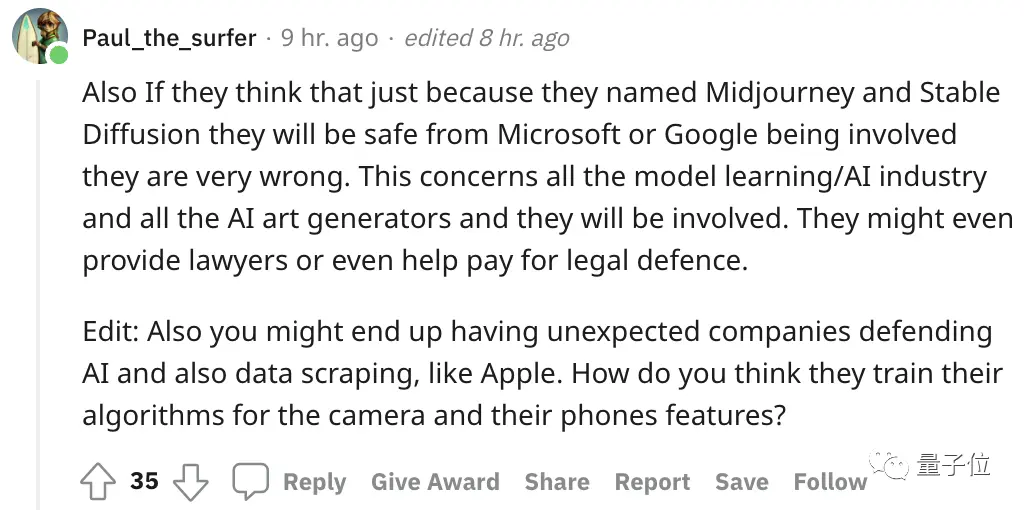 Paul_the_surfer · 9 hr. ago · edited 8 hr. ago
Also If they think that just because they named Midjourney and Stable
Diffusion they will be safe from Microsoft or Google being involved
they are very wrong. This concerns all the model learning/AI industry
and all the AI art generators and they will be involved. They might even
provide lawyers or even help pay for legal defence.
Edit: Also you might end up having unexpected companies defending
AI and also data scraping, like Apple. How do you think they train their
algorithms for the camera and their phones features?
35 Reply Give Award Share Report Save Follow
量子位